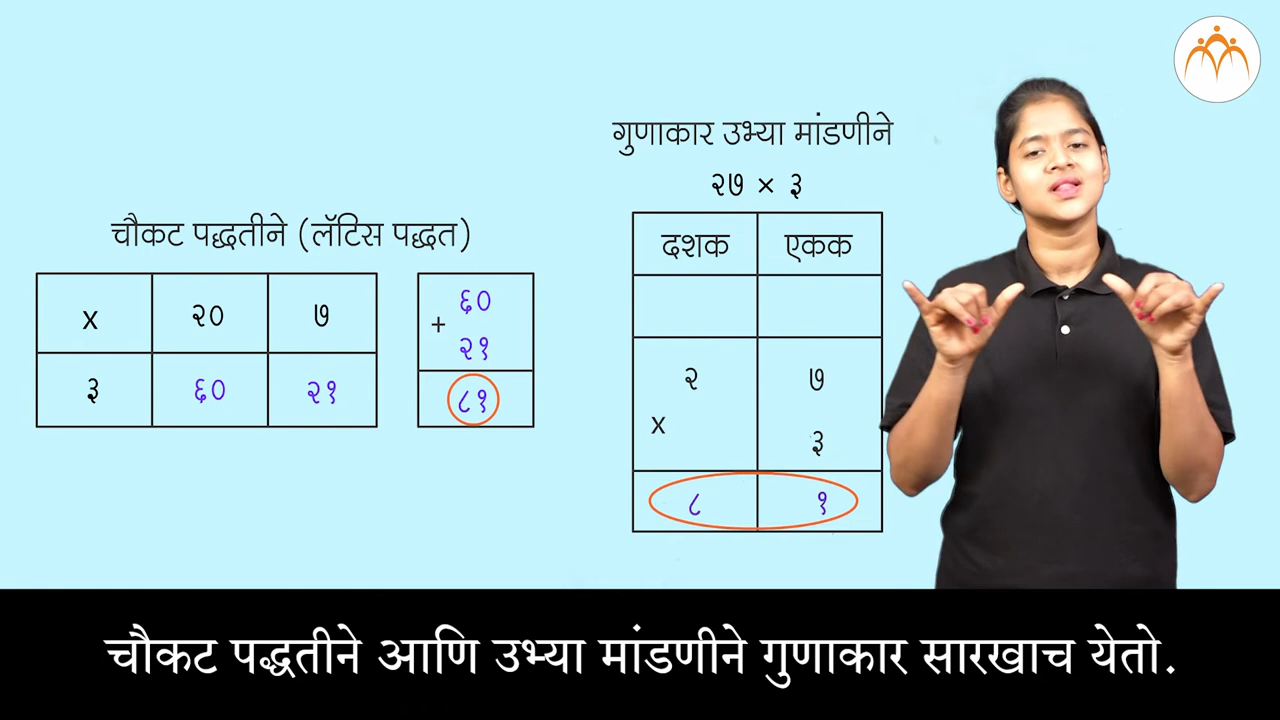 चौकट पद्धतीने (लॅटिस पद्धत)
x २० ७
३ ६० २१
६०
+
२१
८१
गुणाकार उभ्या मांडणीने
२७ × ३
दशक एकक
२ ७
x ३
८ १
चौकट पद्धतीने आणि उभ्या मांडणीने गुणाकार सारखाच येतो.